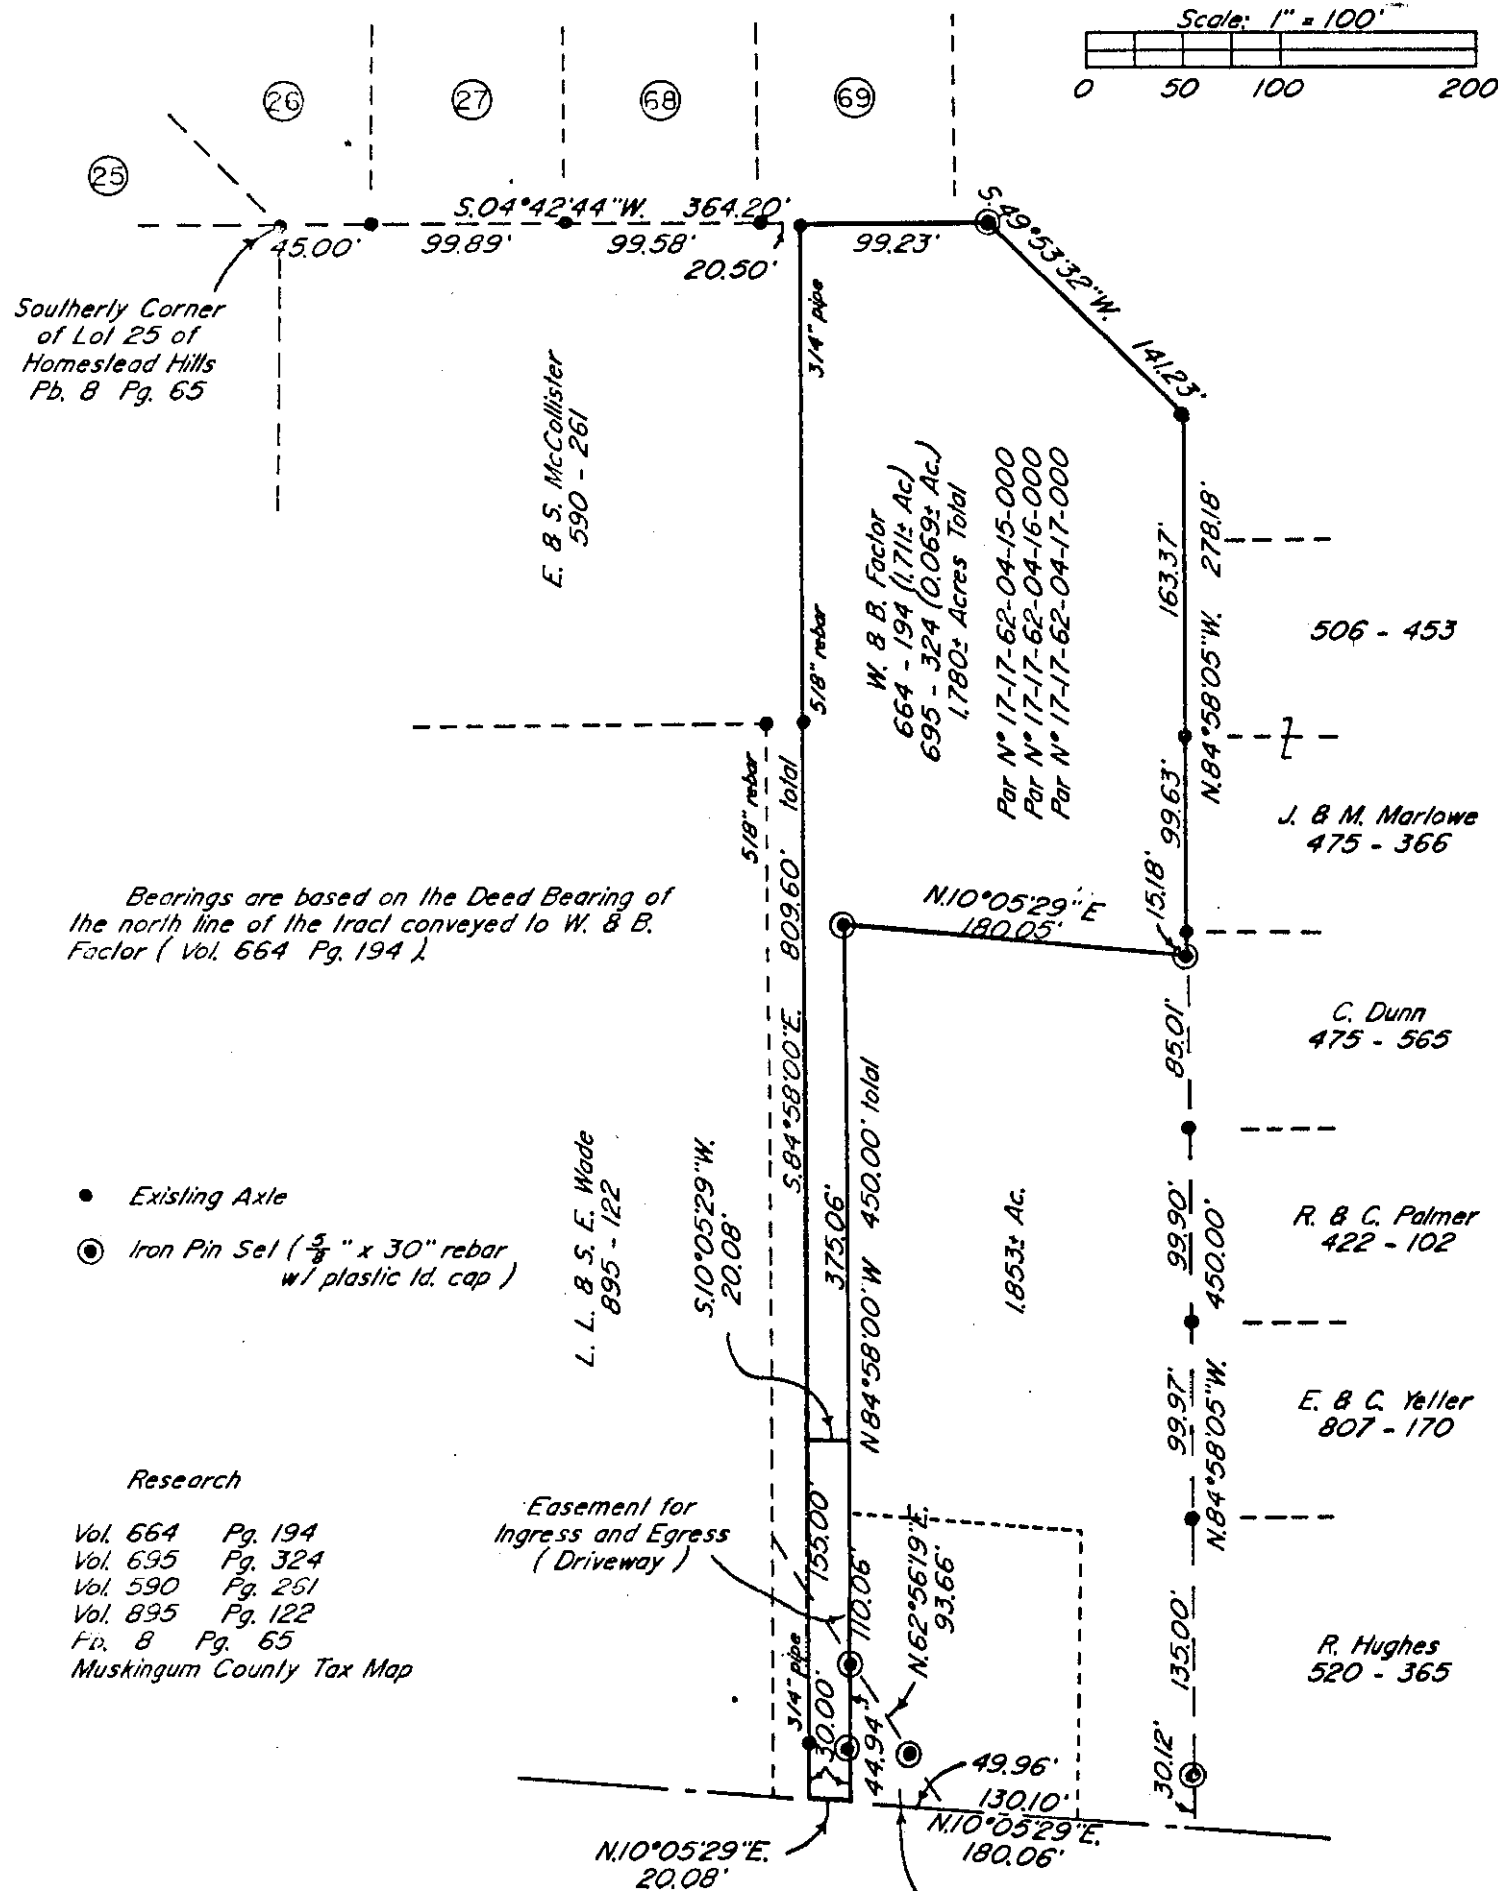 Scale: 1" = 100'
0 50 100 200
26
27
68
69
25
S.04°42'44"W. 364.20'
45.00'
99.89'
99.58'
20.50'
99.23'
S.49°53'32"W.
141.23'
Southerly Corner
of Lot 25 of
Homestead Hills
Pb. 8 Pg. 65
3/4" pipe
E. & S. McCollister
590 - 261
W. & B. Factor
664 - 194 (1.711± Ac.)
695 - 324 (0.069± Ac.)
1.780± Acres Total
Par Nº 17-17-62-04-15-000
Par Nº 17-17-62-04-16-000
Par Nº 17-17-62-04-17-000
163.37'
N.84°58'05"W. 278.18'
506 - 453
5/8" rebar
5/8" rebar
99.63'
J. & M. Marlowe
475 - 366
15.18'
S.84°58'00"E. 809.60' total
N.10°05'29"E
180.05'
Bearings are based on the Deed Bearing of
the north line of the tract conveyed to W. & B.
Factor ( Vol. 664 Pg. 194 ).
C. Dunn
475 - 565
85.01'
Existing Axle
Iron Pin Set ( 5/8 " x 30" rebar
w/ plastic Id. cap )
L. L. & S. E. Wade
895 - 122
S.10°05'29"W.
20.08'
375.06'
N84°58'00"W 450.00' total
1.853± Ac.
99.90'
R. & C. Palmer
422 - 102
450.00'
N.84°58'05"W.
99.97'
E. & C. Yeller
807 - 170
Research
Vol. 664 Pg. 194
Vol. 695 Pg. 324
Vol. 590 Pg. 261
Vol. 895 Pg. 122
Pb. 8 Pg. 65
Muskingum County Tax Map
Easement for
Ingress and Egress
( Driveway )
155.00'
110.06'
N.62°56'19"E.
93.66'
135.00'
R. Hughes
520 - 365
3/4" pipe
30.00'
44.94'
49.96'
130.10'
N.10°05'29"E.
180.06'
30.12'
N.10°05'29"E.
20.08'